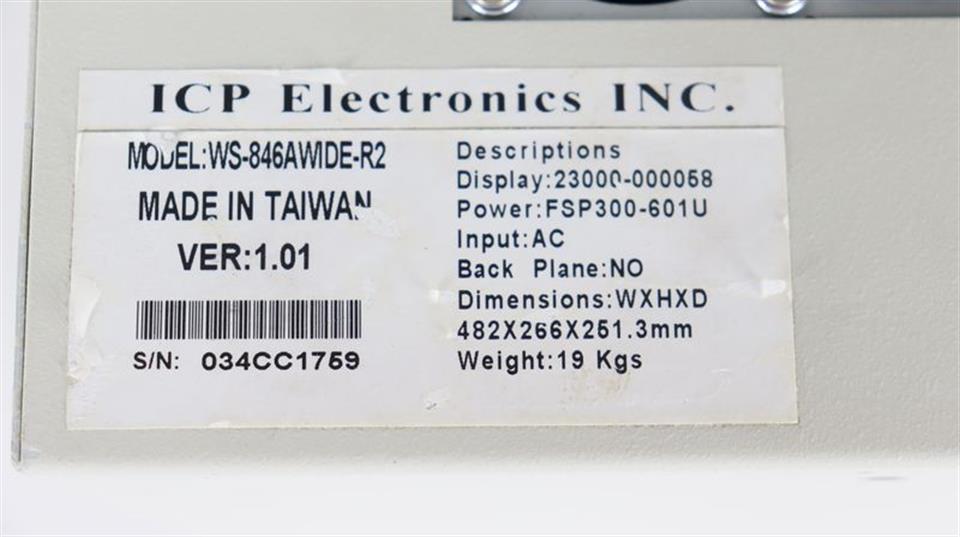 ICP Electronics INC.
MODEL:WS-846AWIDE-R2
MADE IN TAIWAN
VER:1.01
S/N: 034CC1759
Descriptions
Display:23000-000058
Power:FSP300-601U
Input:AC
Back Plane:NO
Dimensions:WXHXD
482X266X251.3mm
Weight:19 Kgs